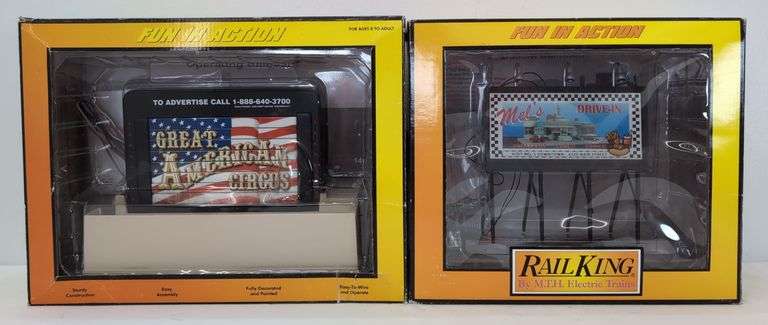 FUN IN ACTION
FOR AGES 8 TO ADULT
Operating Billboard
TO ADVERTISE CALL 1-888-640-3700
GREAT
AMERICAN
CIRCUS
Sturdy
Construction
Easy
Assembly
Fully Decorated
and Painted
Easy-To-Wire
and Operate
FUN IN ACTION
Mel's DRIVE-IN
RAILKING
By M.T.H. Electric Trains